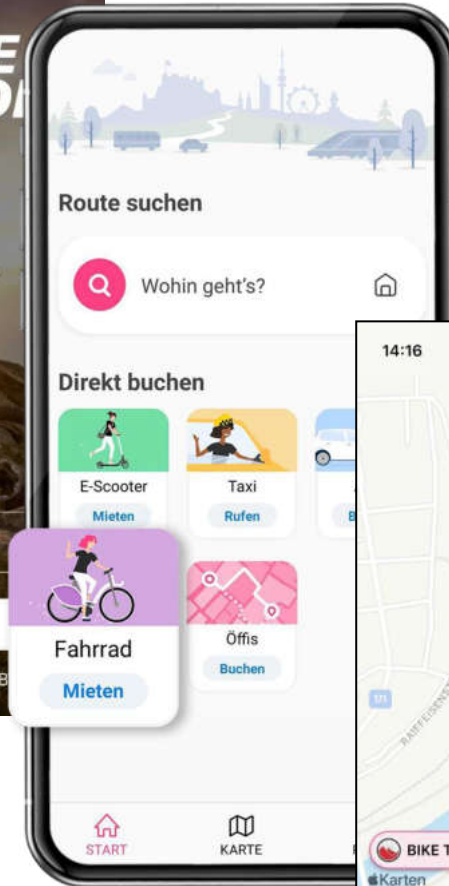 Route suchen
Wohin geht's?
Direkt buchen
E-Scooter
Mieten
Taxi
Rufen
Fahrrad
Mieten
Öffis
Buchen
START
KARTE
14:16
171
BIKE
Karten